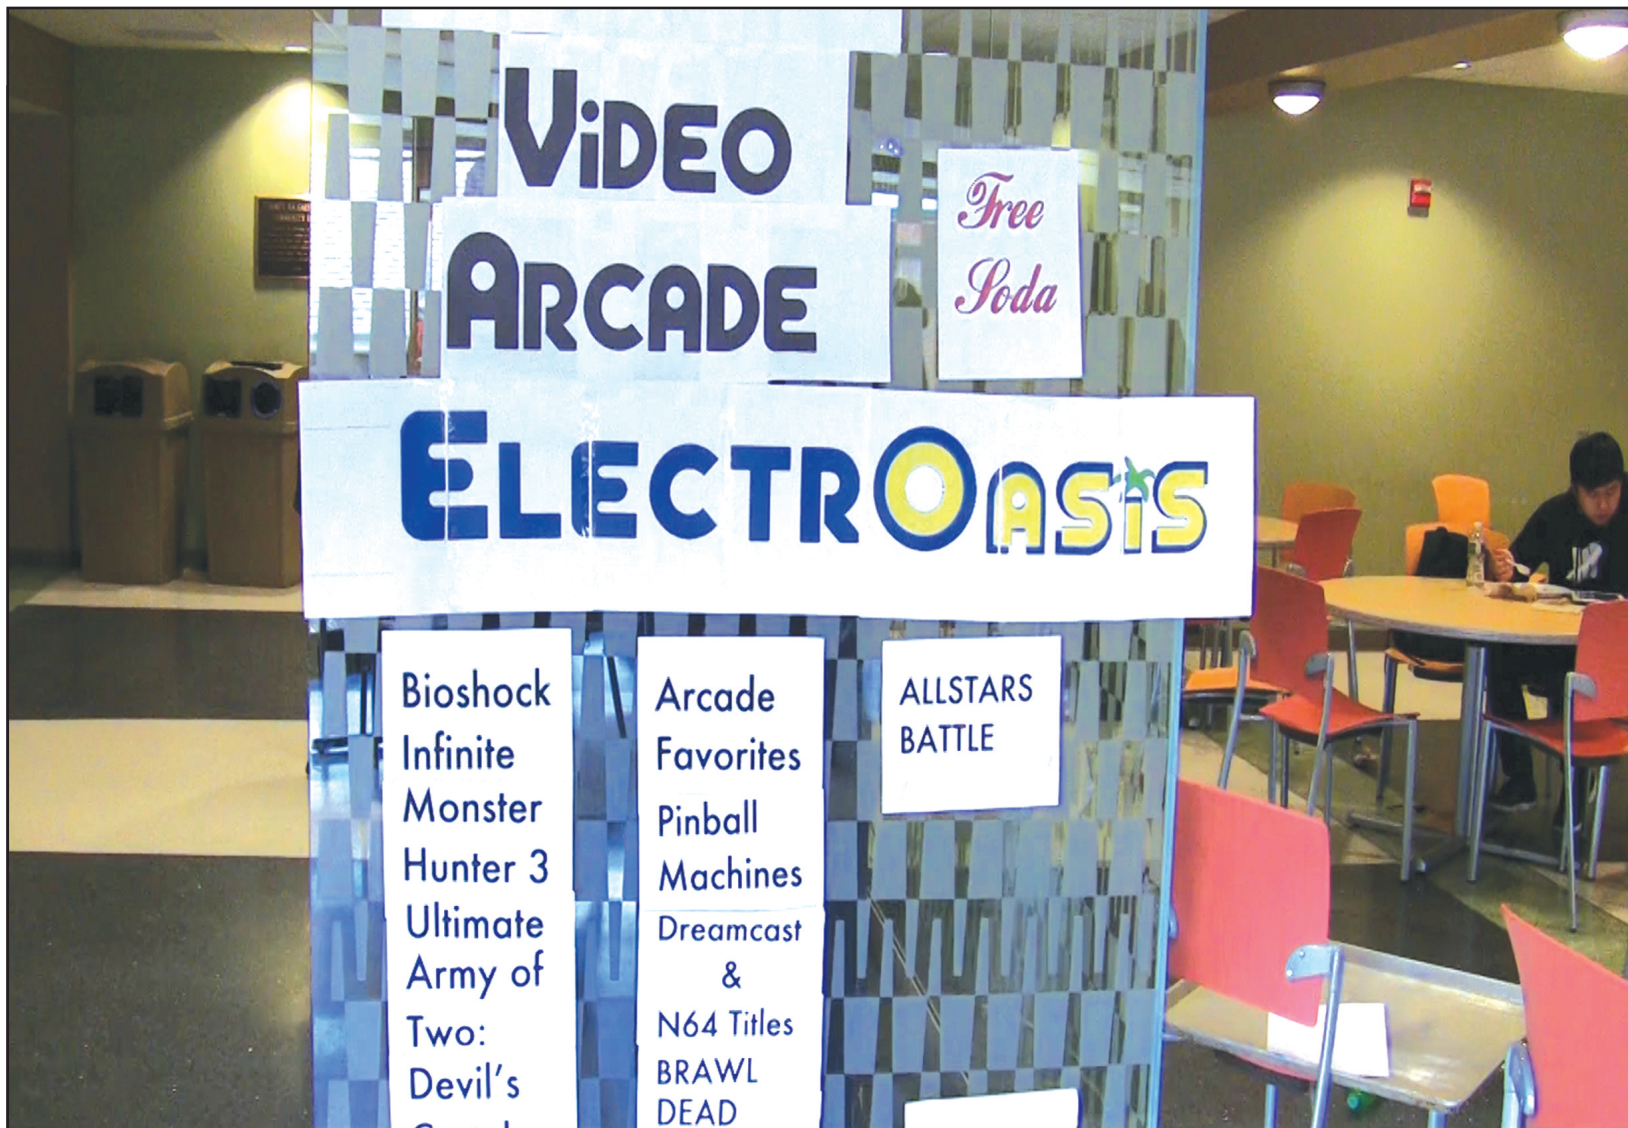 ViDEO
ARCADE
Free
Soda
ELECTROASiS
Bioshock
Infinite
Monster
Hunter 3
Ultimate
Army of
Two:
Devil's
Arcade
Favorites
Pinball
Machines
Dreamcast
&
N64 Titles
BRAWL
DEAD
ALLSTARS
BATTLE